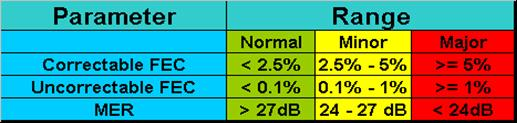 Parameter Range
Normal Minor Major
Correctable FEC < 2.5% 2.5% - 5% >= 5%
Uncorrectable FEC < 0.1% 0.1% - 1% >= 1%
MER > 27dB 24 - 27 dB < 24dB